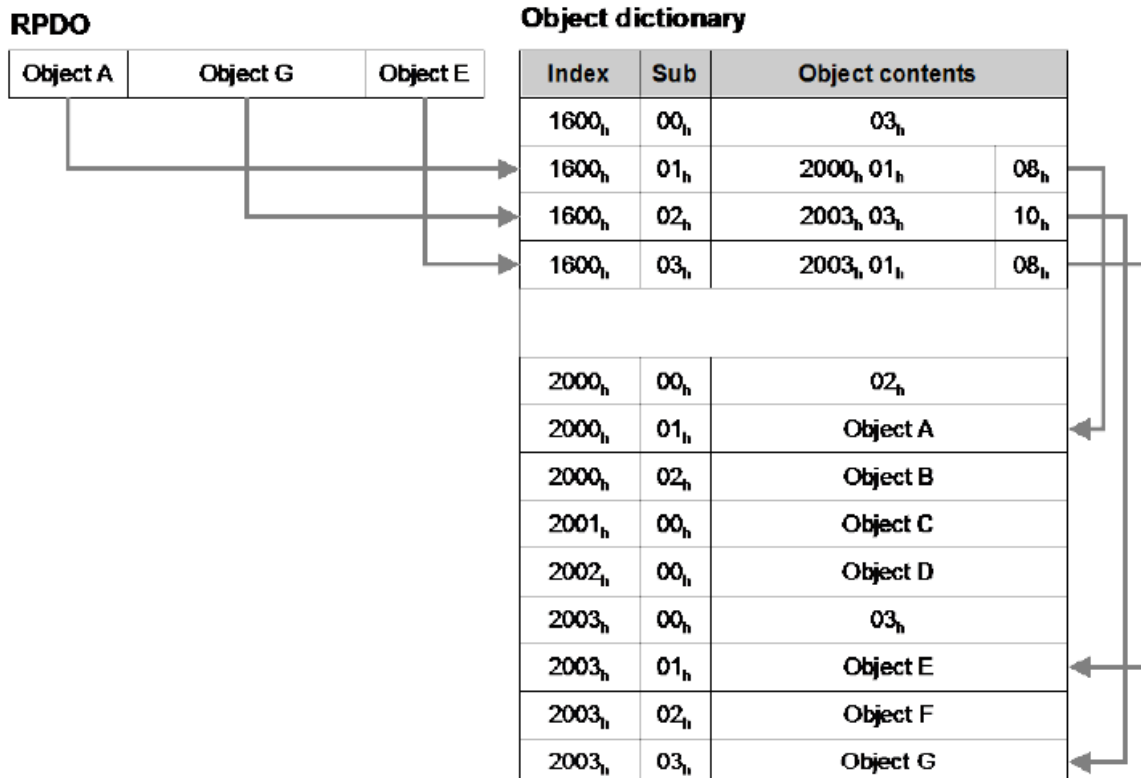 RPDO
Object dictionary
Object A Object G Object E
Index Sub Object contents
1600h 00h 03h
1600h 01h 2000h 01h 08h
1600h 02h 2003h 03h 10h
1600h 03h 2003h 01h 08h
2000h 00h 02h
2000h 01h Object A
2000h 02h Object B
2001h 00h Object C
2002h 00h Object D
2003h 00h 03h
2003h 01h Object E
2003h 02h Object F
2003h 03h Object G